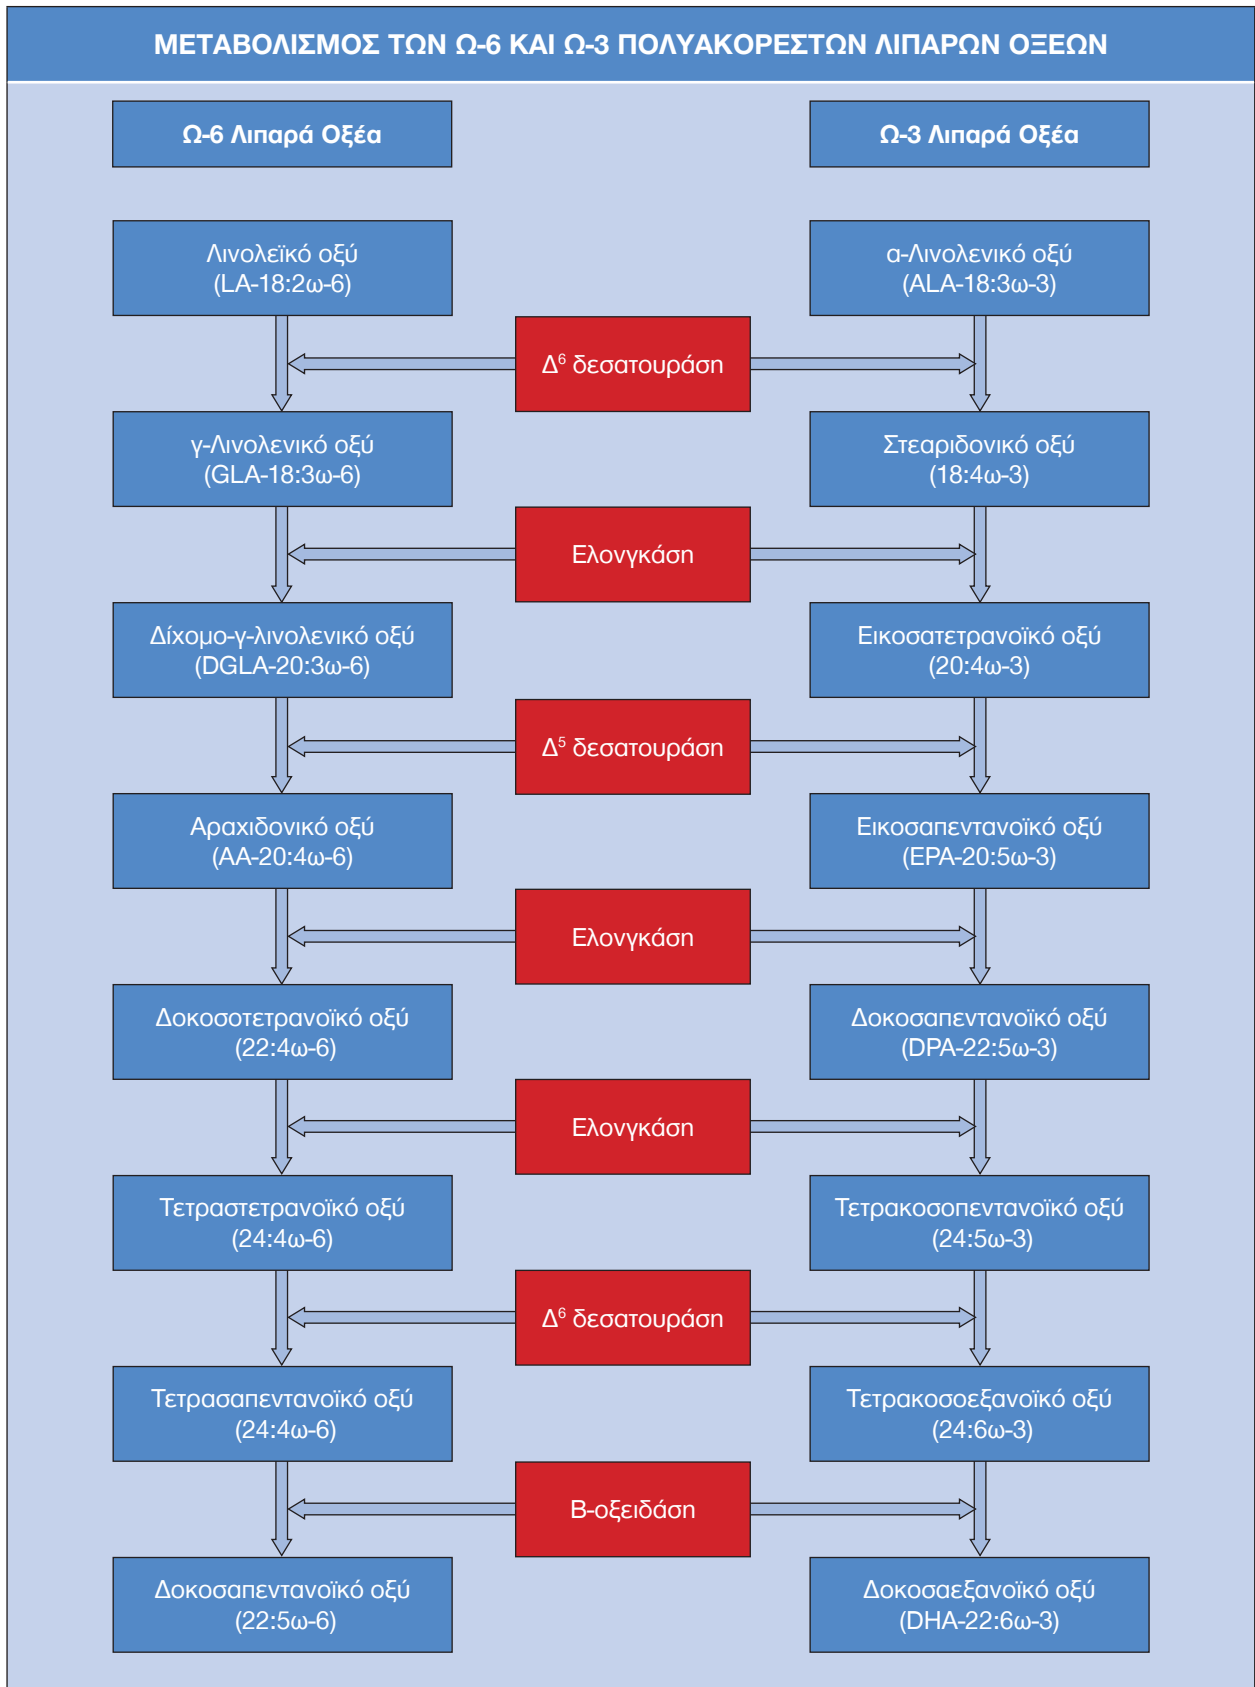 ΜΕΤΑΒΟΛΙΣΜΟΣ ΤΩΝ Ω-6 ΚΑΙ Ω-3 ΠΟΛΥΑΚΟΡΕΣΤΩΝ ΛΙΠΑΡΩΝ ΟΞΕΩΝ
Ω-6 Λιπαρά Οξέα
Ω-3 Λιπαρά Οξέα
Λινολεϊκό οξύ
(LA-18:2ω-6)
α-Λινολενικό οξύ
(ALA-18:3ω-3)
Δ⁶ δεσατουράση
γ-Λινολενικό οξύ
(GLA-18:3ω-6)
Στεαριδονικό οξύ
(18:4ω-3)
Ελονγκάση
Δίχομο-γ-λινολενικό οξύ
(DGLA-20:3ω-6)
Εικοσατετρανοϊκό οξύ
(20:4ω-3)
Δ⁵ δεσατουράση
Αραχιδονικό οξύ
(AA-20:4ω-6)
Εικοσαπεντανοϊκό οξύ
(EPA-20:5ω-3)
Ελονγκάση
Δοκοσοτετρανοϊκό οξύ
(22:4ω-6)
Δοκοσαπεντανοϊκό οξύ
(DPA-22:5ω-3)
Ελονγκάση
Τετραστετρανοϊκό οξύ
(24:4ω-6)
Τετρακοσοπεντανοϊκό οξύ
(24:5ω-3)
Δ⁶ δεσατουράση
Τετρασαπεντανοϊκό οξύ
(24:4ω-6)
Τετρακοσοεξανοϊκό οξύ
(24:6ω-3)
Β-οξειδάση
Δοκοσαπεντανοϊκό οξύ
(22:5ω-6)
Δοκοσαεξανοϊκό οξύ
(DHA-22:6ω-3)